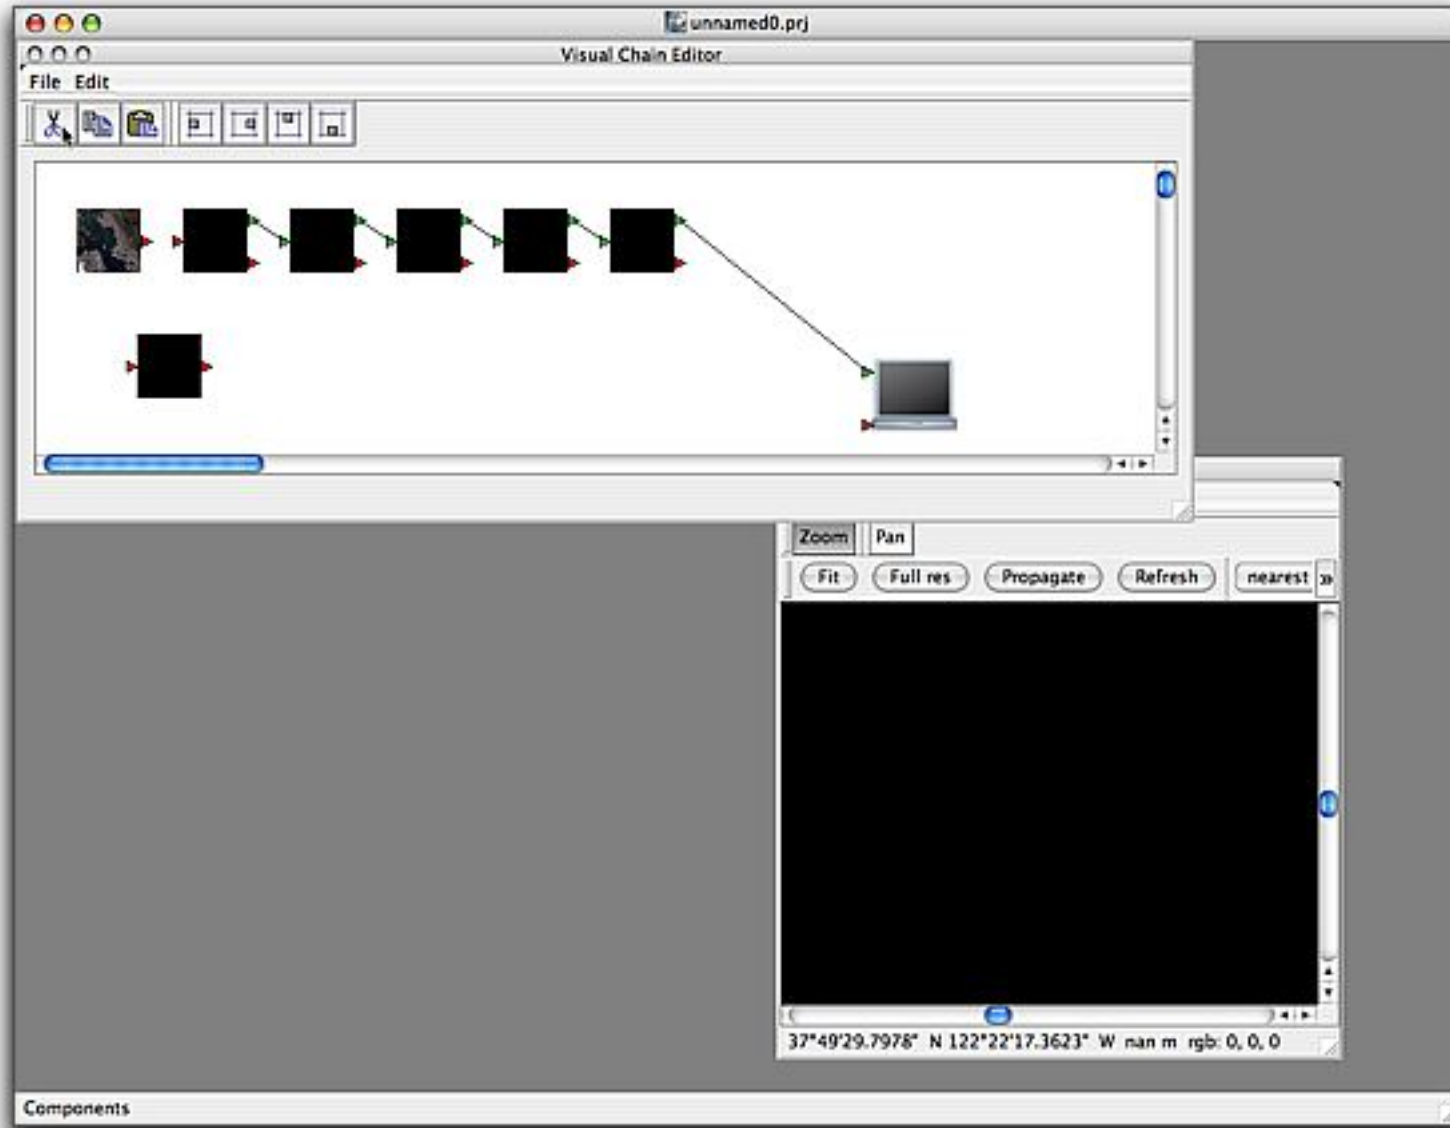 unnamed0.prj
Visual Chain Editor
File Edit
Zoom Pan
Fit Full res Propagate Refresh nearest »
37°49'29.7978" N 122°22'17.3623" W nan m rgb: 0, 0, 0
Components